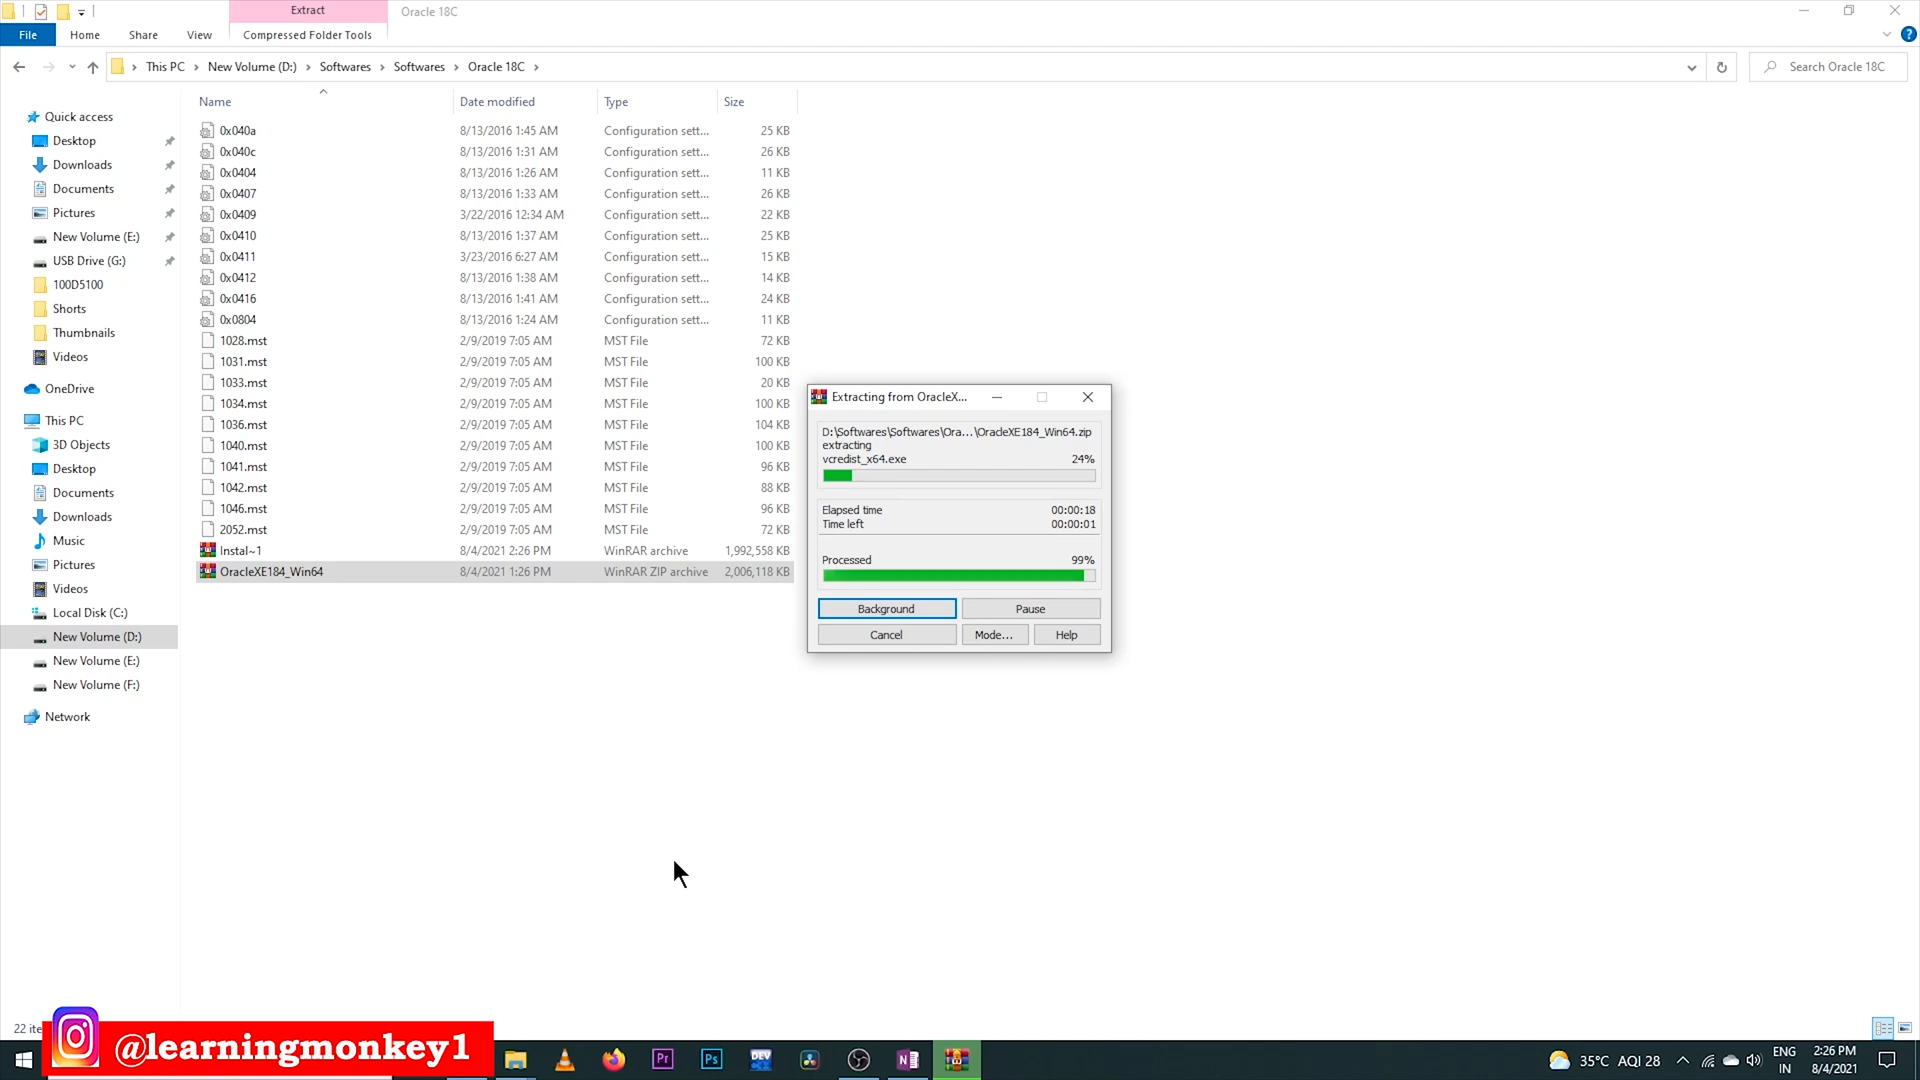 Extract
Oracle 18C
File
Home
Share
View
Compressed Folder Tools
This PC
New Volume (D:)
Softwares
Softwares
Oracle 18C
Search Oracle 18C
Name
Date modified
Type
Size
Quick access
Desktop
Downloads
Documents
Pictures
New Volume (E:)
USB Drive (G:)
100D5100
Shorts
Thumbnails
Videos
OneDrive
This PC
3D Objects
Desktop
Documents
Downloads
Music
Pictures
Videos
Local Disk (C:)
New Volume (D:)
New Volume (E:)
New Volume (F:)
Network
0x040a 8/13/2016 1:45 AM Configuration sett... 25 KB
0x040c 8/13/2016 1:31 AM Configuration sett... 26 KB
0x0404 8/13/2016 1:26 AM Configuration sett... 11 KB
0x0407 8/13/2016 1:33 AM Configuration sett... 26 KB
0x0409 3/22/2016 12:34 AM Configuration sett... 22 KB
0x0410 8/13/2016 1:37 AM Configuration sett... 25 KB
0x0411 3/23/2016 6:27 AM Configuration sett... 15 KB
0x0412 8/13/2016 1:38 AM Configuration sett... 14 KB
0x0416 8/13/2016 1:41 AM Configuration sett... 24 KB
0x0804 8/13/2016 1:24 AM Configuration sett... 11 KB
1028.mst 2/9/2019 7:05 AM MST File 72 KB
1031.mst 2/9/2019 7:05 AM MST File 100 KB
1033.mst 2/9/2019 7:05 AM MST File 20 KB
1034.mst 2/9/2019 7:05 AM MST File 100 KB
1036.mst 2/9/2019 7:05 AM MST File 104 KB
1040.mst 2/9/2019 7:05 AM MST File 100 KB
1041.mst 2/9/2019 7:05 AM MST File 96 KB
1042.mst 2/9/2019 7:05 AM MST File 88 KB
1046.mst 2/9/2019 7:05 AM MST File 96 KB
2052.mst 2/9/2019 7:05 AM MST File 72 KB
Instal~1 8/4/2021 2:26 PM WinRAR archive 1,992,558 KB
OracleXE184_Win64 8/4/2021 1:26 PM WinRAR ZIP archive 2,006,118 KB
Extracting from OracleX...
D:\Softwares\Softwares\Ora...\OracleXE184_Win64.zip
extracting
vcredist_x64.exe 24%
Elapsed time 00:00:18
Time left 00:00:01
Processed 99%
Background
Pause
Cancel
Mode...
Help
22 ite
@learningmonkey1
Pr
Ps
DEV
35°C AQI 28
ENG
IN
2:26 PM
8/4/2021